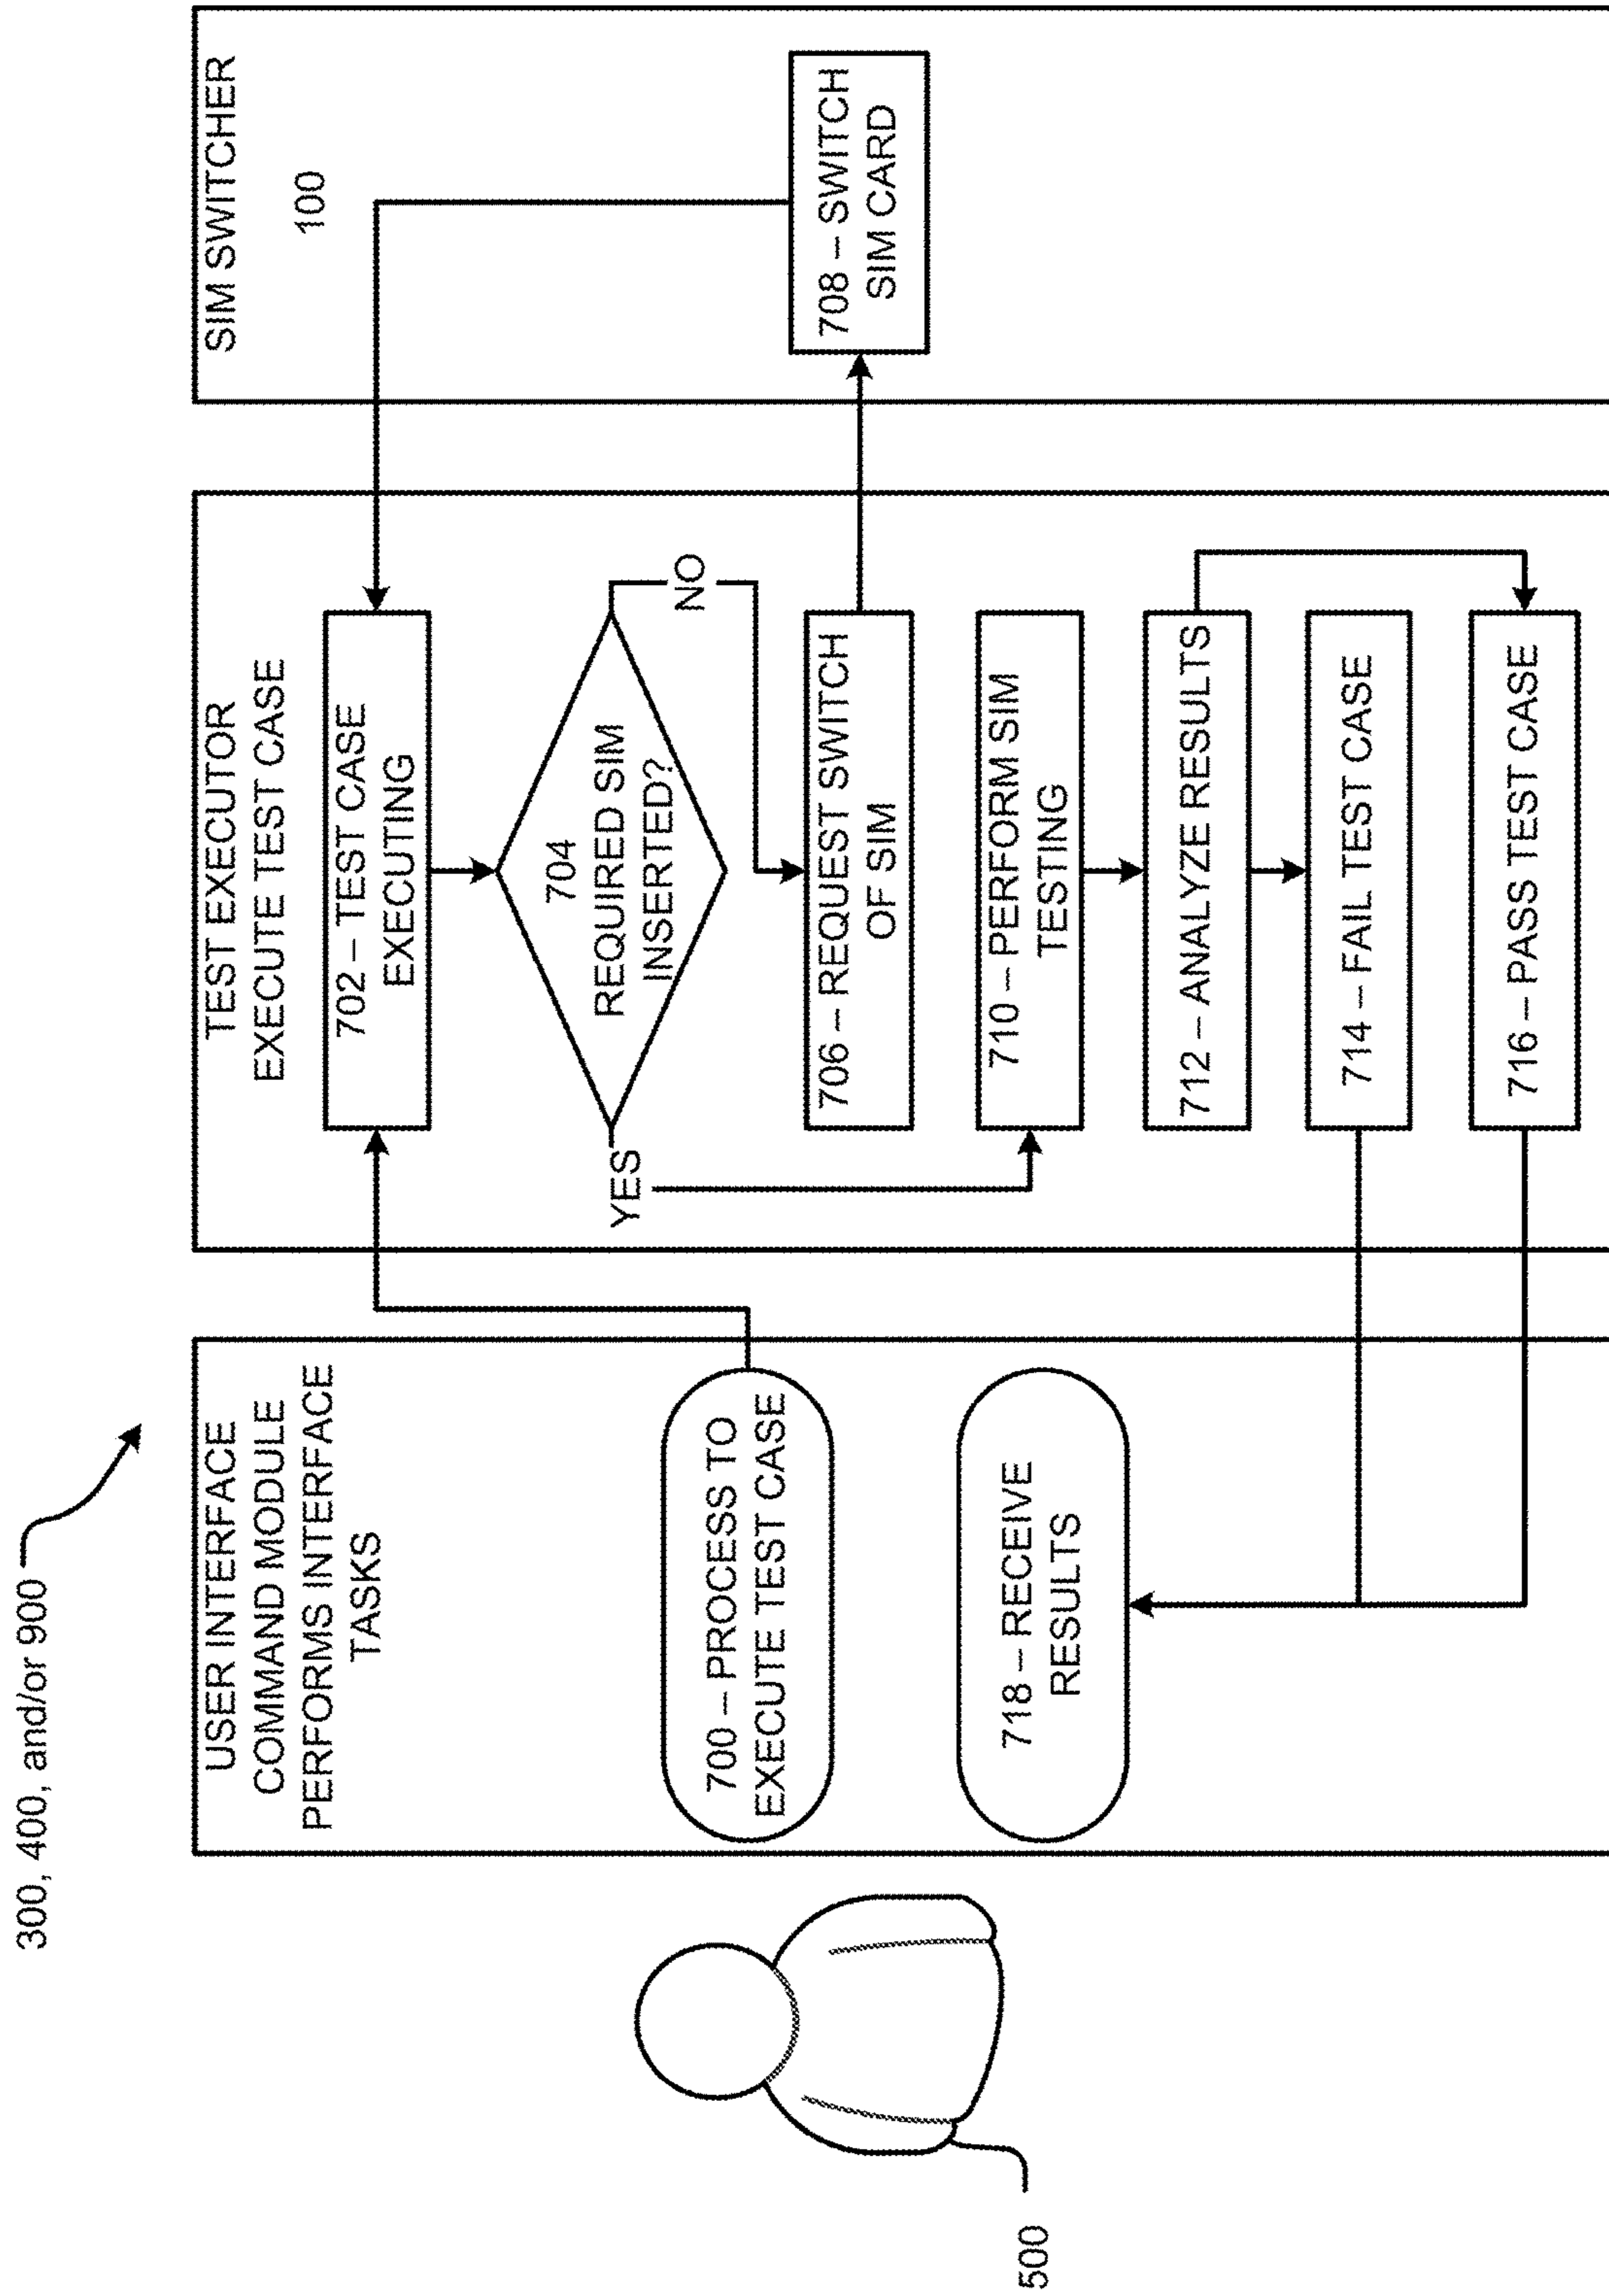 300, 400, and/or 900
USER INTERFACE
COMMAND MODULE
PERFORMS INTERFACE
TASKS
700 – PROCESS TO
EXECUTE TEST CASE
718 – RECEIVE
RESULTS
500
TEST EXECUTOR
EXECUTE TEST CASE
702 – TEST CASE
EXECUTING
704
REQUIRED SIM
INSERTED?
YES
NO
706 – REQUEST SWITCH
OF SIM
710 – PERFORM SIM
TESTING
712 – ANALYZE RESULTS
714 – FAIL TEST CASE
716 – PASS TEST CASE
SIM SWITCHER
100
708 – SWITCH
SIM CARD